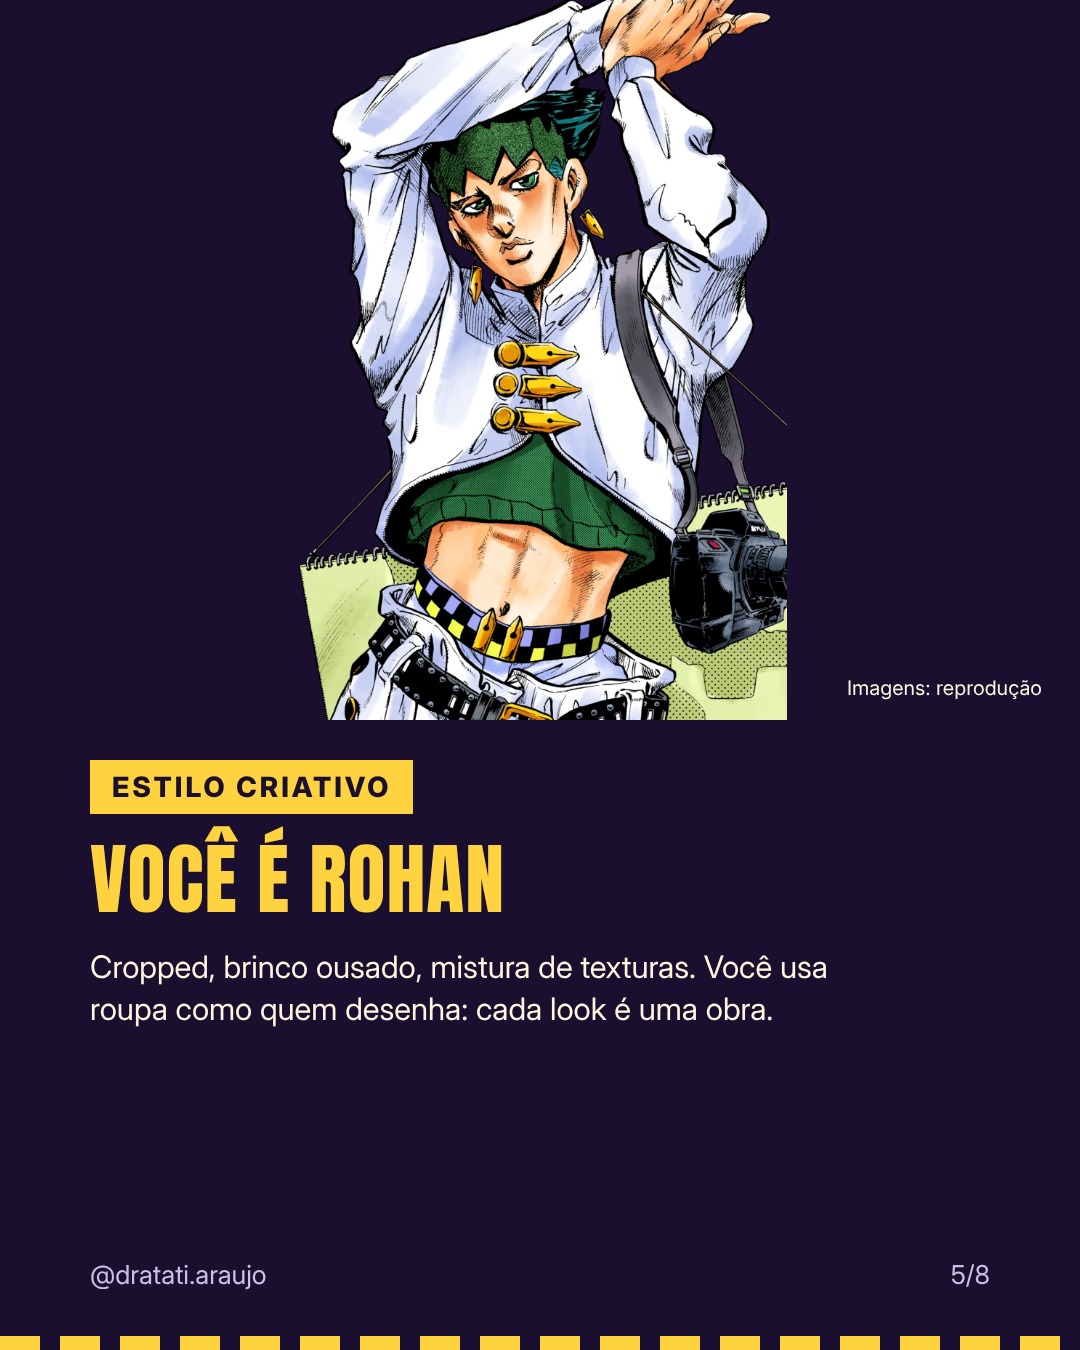 Imagens: reprodução
ESTILO CRIATIVO
VOCÊ É ROHAN
Cropped, brinco ousado, mistura de texturas. Você usa
roupa como quem desenha: cada look é uma obra.
@dratati.araujo
5/8